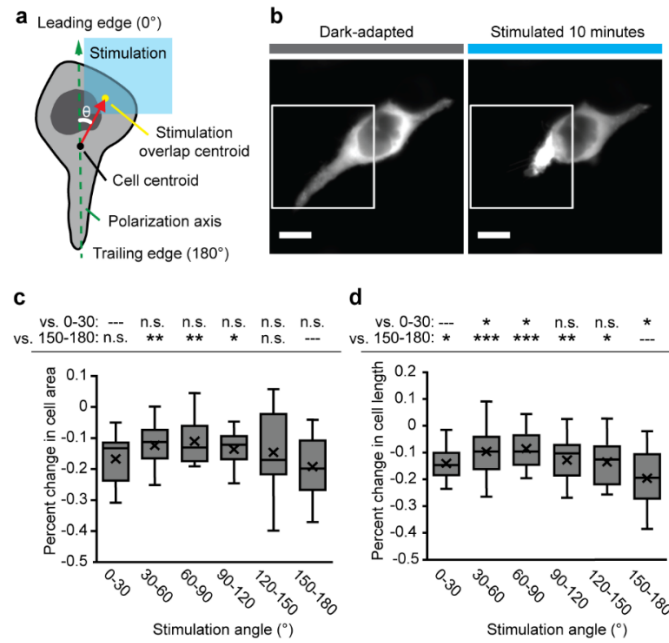 a
Leading edge (0°)
Stimulation
θ
Stimulation
overlap centroid
Cell centroid
Polarization axis
Trailing edge (180°)
b
Dark-adapted
Stimulated 10 minutes
c
vs. 0-30: --- n.s. n.s. n.s. n.s. n.s.
vs. 150-180: n.s. ** ** * n.s. ---
Percent change in cell area
0.1
0
-0.1
-0.2
-0.3
-0.4
-0.5
0-30
30-60
60-90
90-120
120-150
150-180
Stimulation angle (°)
d
vs. 0-30: --- * * n.s. n.s. *
vs. 150-180: * *** *** ** * ---
Percent change in cell length
0.2
0.1
0
-0.1
-0.2
-0.3
-0.4
-0.5
0-30
30-60
60-90
90-120
120-150
150-180
Stimulation angle (°)